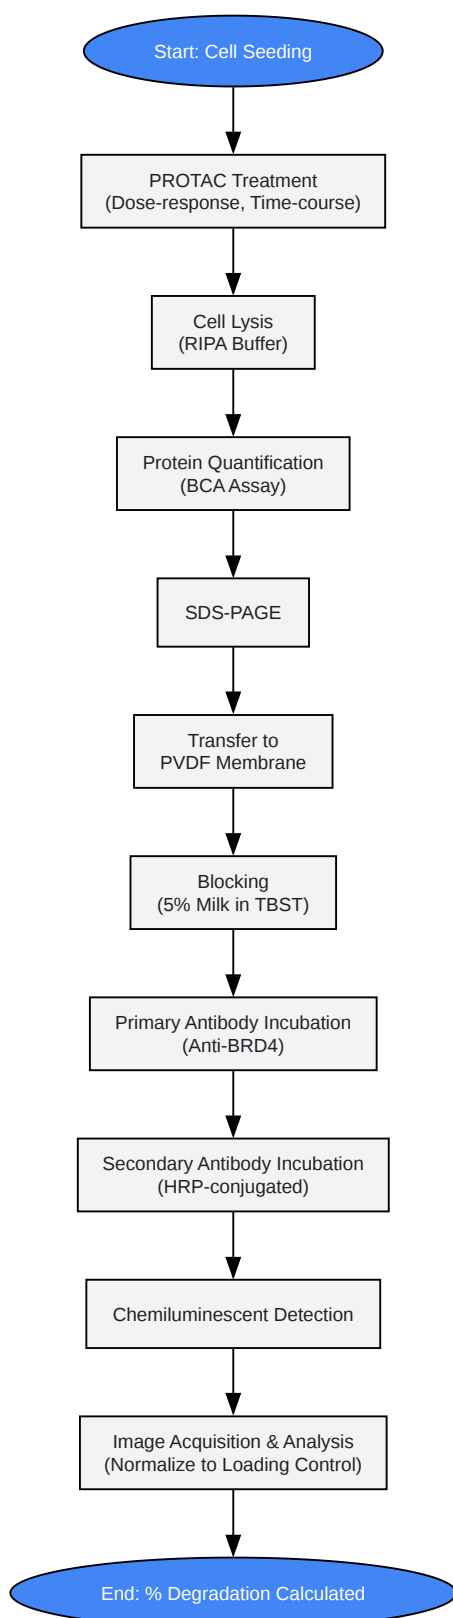 Start: Cell Seeding
PROTAC Treatment
(Dose-response, Time-course)
Cell Lysis
(RIPA Buffer)
Protein Quantification
(BCA Assay)
SDS-PAGE
Transfer to
PVDF Membrane
Blocking
(5% Milk in TBST)
Primary Antibody Incubation
(Anti-BRD4)
Secondary Antibody Incubation
(HRP-conjugated)
Chemiluminescent Detection
Image Acquisition & Analysis
(Normalize to Loading Control)
End: % Degradation Calculated